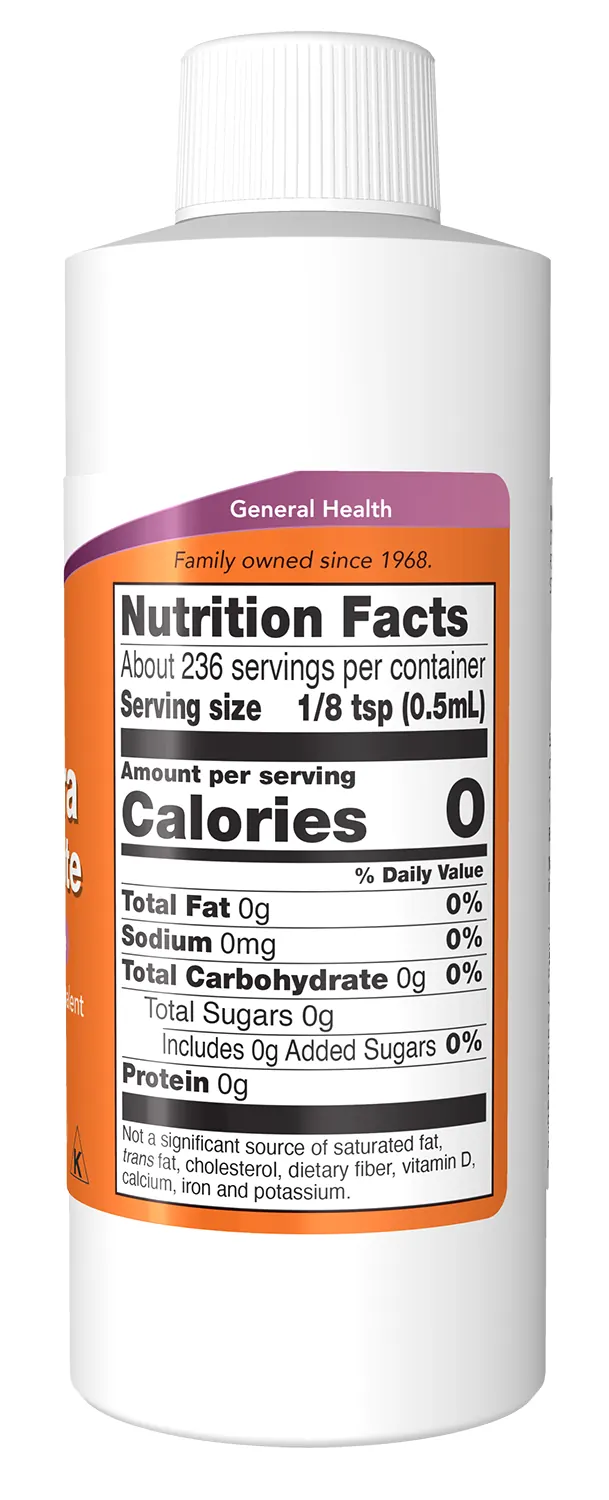 General Health
Family owned since 1968.
Nutrition Facts
About 236 servings per container
Serving size 1/8 tsp (0.5mL)
Amount per serving
Calories 0
% Daily Value
Total Fat 0g 0%
Sodium 0mg 0%
Total Carbohydrate 0g 0%
Total Sugars 0g
Includes 0g Added Sugars 0%
Protein 0g
Not a significant source of saturated fat,
trans fat, cholesterol, dietary fiber, vitamin D,
calcium, iron and potassium.
K